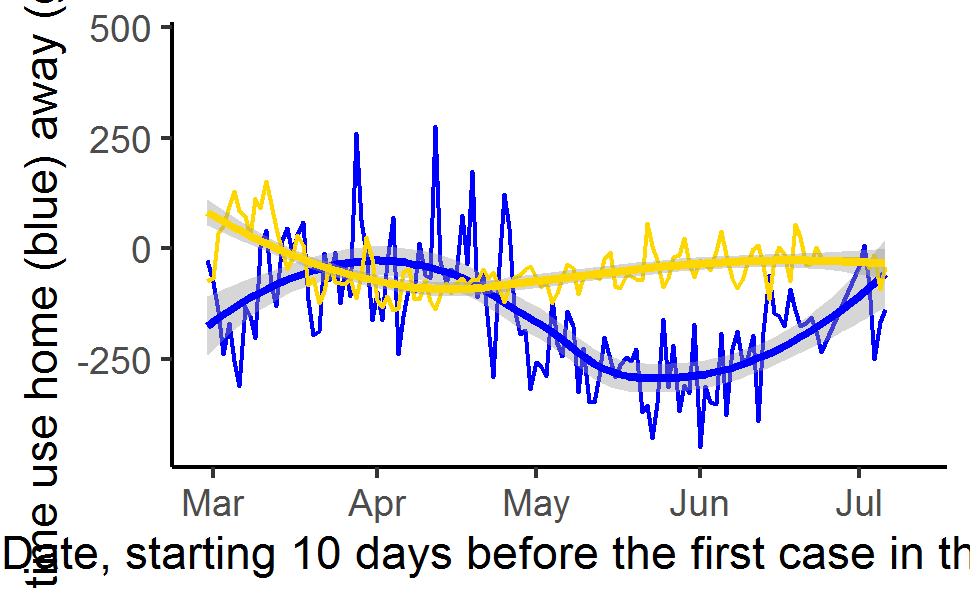 time use home (blue) away (
500
250
0
-250
Mar Apr May Jun Jul
Date, starting 10 days before the first case in th